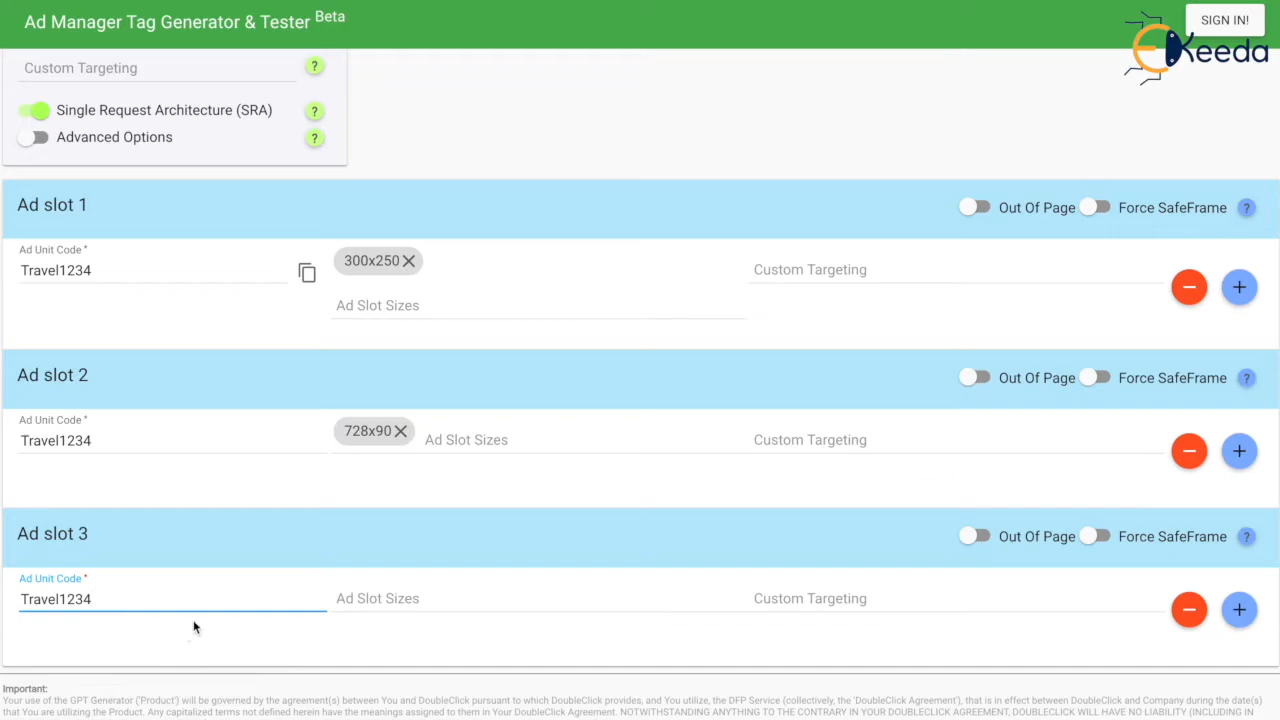 Ad Manager Tag Generator & Tester Beta
SIGN IN!
Keeda
Custom Targeting ?
Single Request Architecture (SRA) ?
Advanced Options ?
Ad slot 1 Out Of Page Force SafeFrame ?
Ad Unit Code *
Travel1234 300x250 Custom Targeting
Ad Slot Sizes
Ad slot 2 Out Of Page Force SafeFrame ?
Ad Unit Code *
Travel1234 728x90 Ad Slot Sizes Custom Targeting
Ad slot 3 Out Of Page Force SafeFrame ?
Ad Unit Code *
Travel1234 Ad Slot Sizes Custom Targeting
Important:
Your use of the GPT Generator ('Product') will be governed by the agreement(s) between You and DoubleClick pursuant to which DoubleClick provides, and You utilize, the DFP Service (collectively, the 'DoubleClick Agreement'), that is in effect between DoubleClick and Company during the date(s)
that You are utilizing the Product. Any capitalized terms not defined herein have the meanings assigned to them in Your DoubleClick Agreement. NOTWITHSTANDING ANYTHING TO THE CONTRARY IN YOUR DOUBLECLICK AGREEMENT, DOUBLECLICK WILL HAVE NO LIABILITY (INCLUDING IN